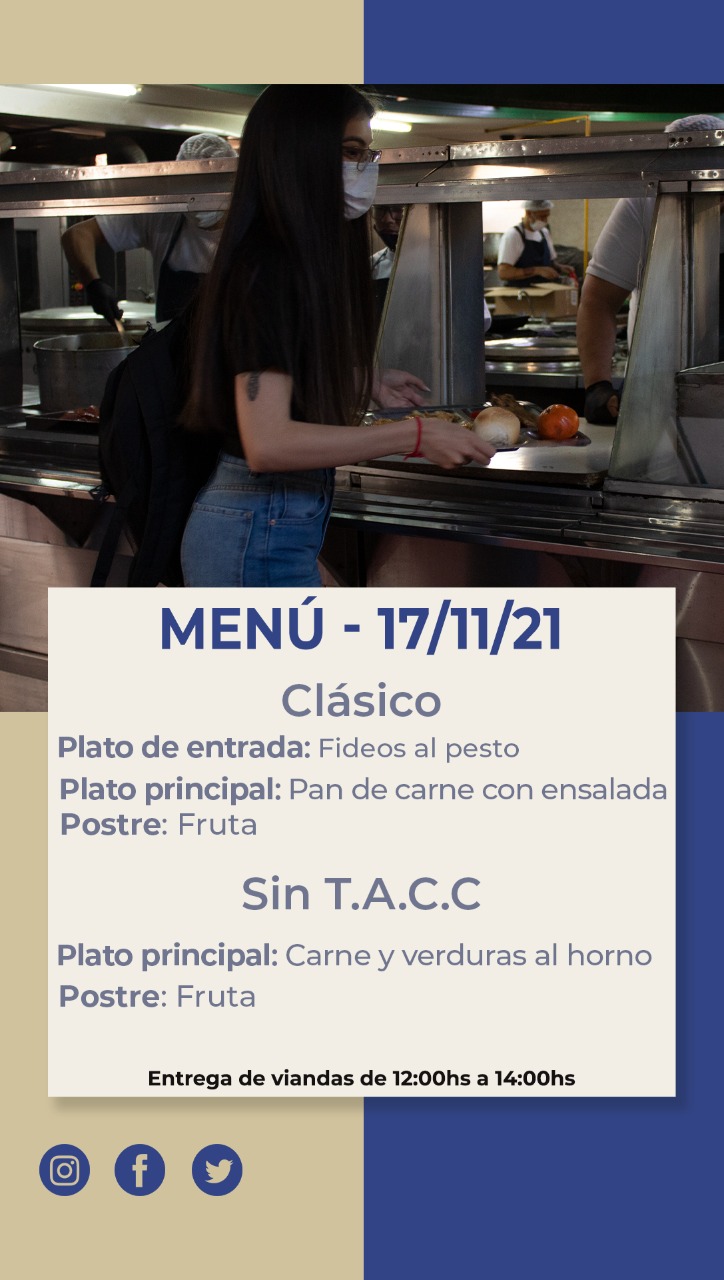 MENÚ - 17/11/21
Clásico
Plato de entrada: Fideos al pesto
Plato principal: Pan de carne con ensalada
Postre: Fruta
Sin T.A.C.C
Plato principal: Carne y verduras al horno
Postre: Fruta
Entrega de viandas de 12:00hs a 14:00hs